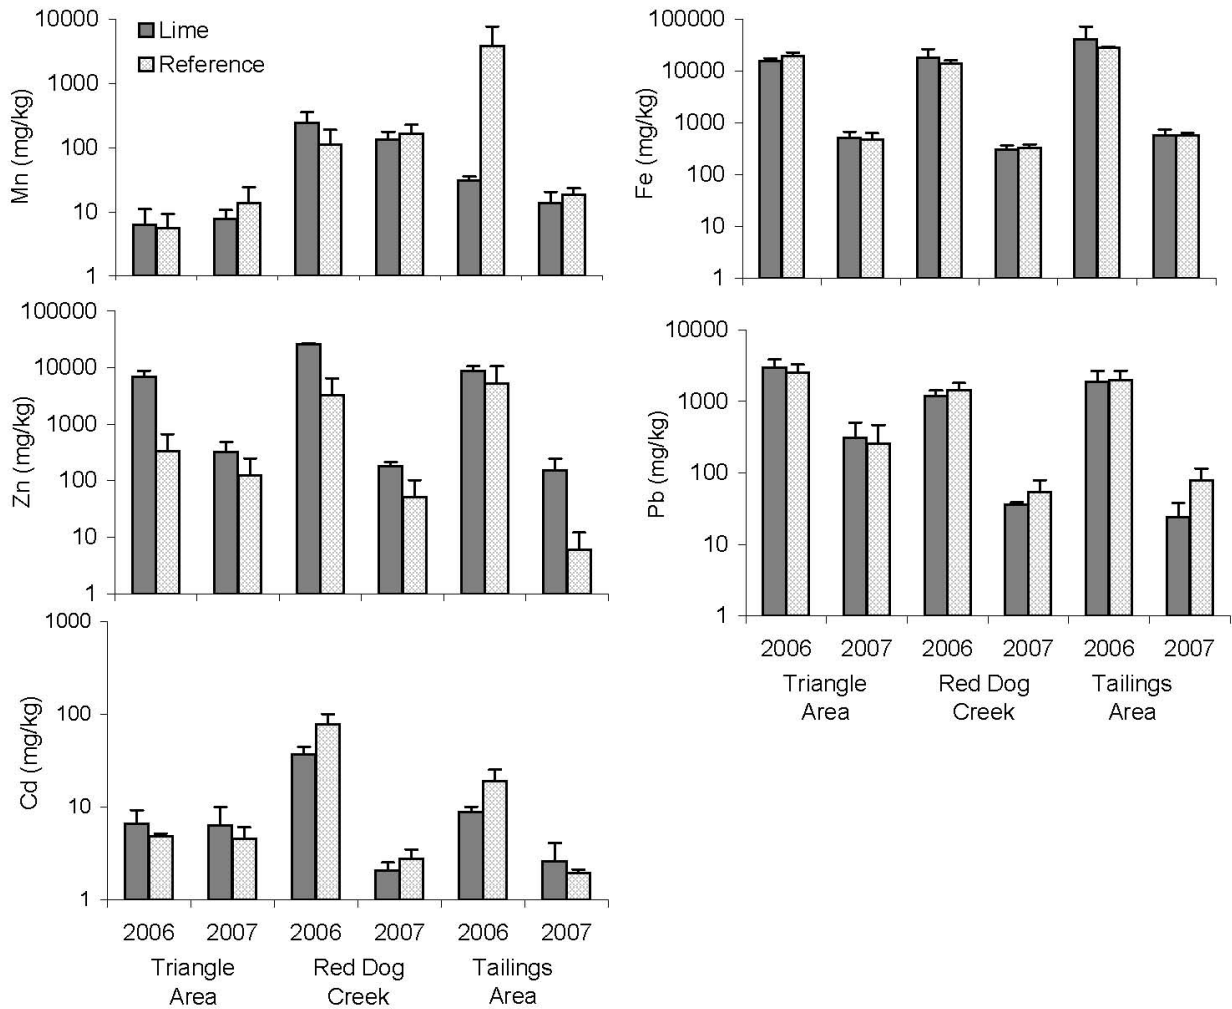 Lime
Reference
Mn (mg/kg)
10000
1000
100
10
1
Fe (mg/kg)
100000
10000
1000
100
10
1
Zn (mg/kg)
100000
10000
1000
100
10
1
Pb (mg/kg)
10000
1000
100
10
1
2006 2007 2006 2007 2006 2007
Triangle Area
Red Dog Creek
Tailings Area
Cd (mg/kg)
1000
100
10
1
2006 2007 2006 2007 2006 2007
Triangle Area
Red Dog Creek
Tailings Area